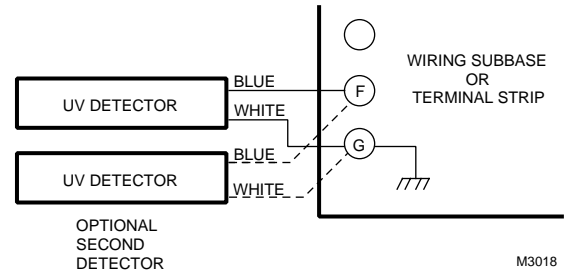 WIRING SUBBASE
OR
TERMINAL STRIP
BLUE
F
UV DETECTOR
WHITE
G
BLUE
UV DETECTOR
WHITE
OPTIONAL
SECOND
DETECTOR
M3018